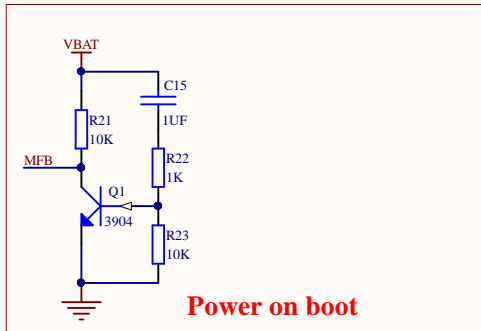 VBAT
C15
1UF
R21
10K
R22
1K
MFB
Q1
3904
R23
10K
Power on boot